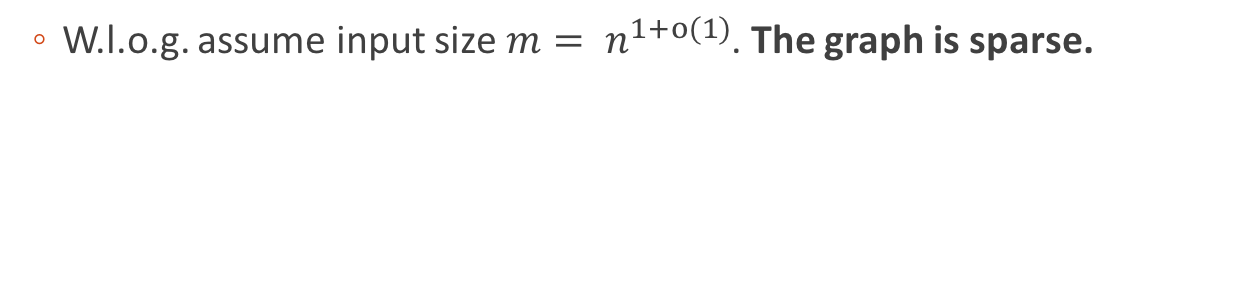 ◦ W.l.o.g. assume input size 𝑚 = 𝑛^{1+o(1)}. The graph is sparse.